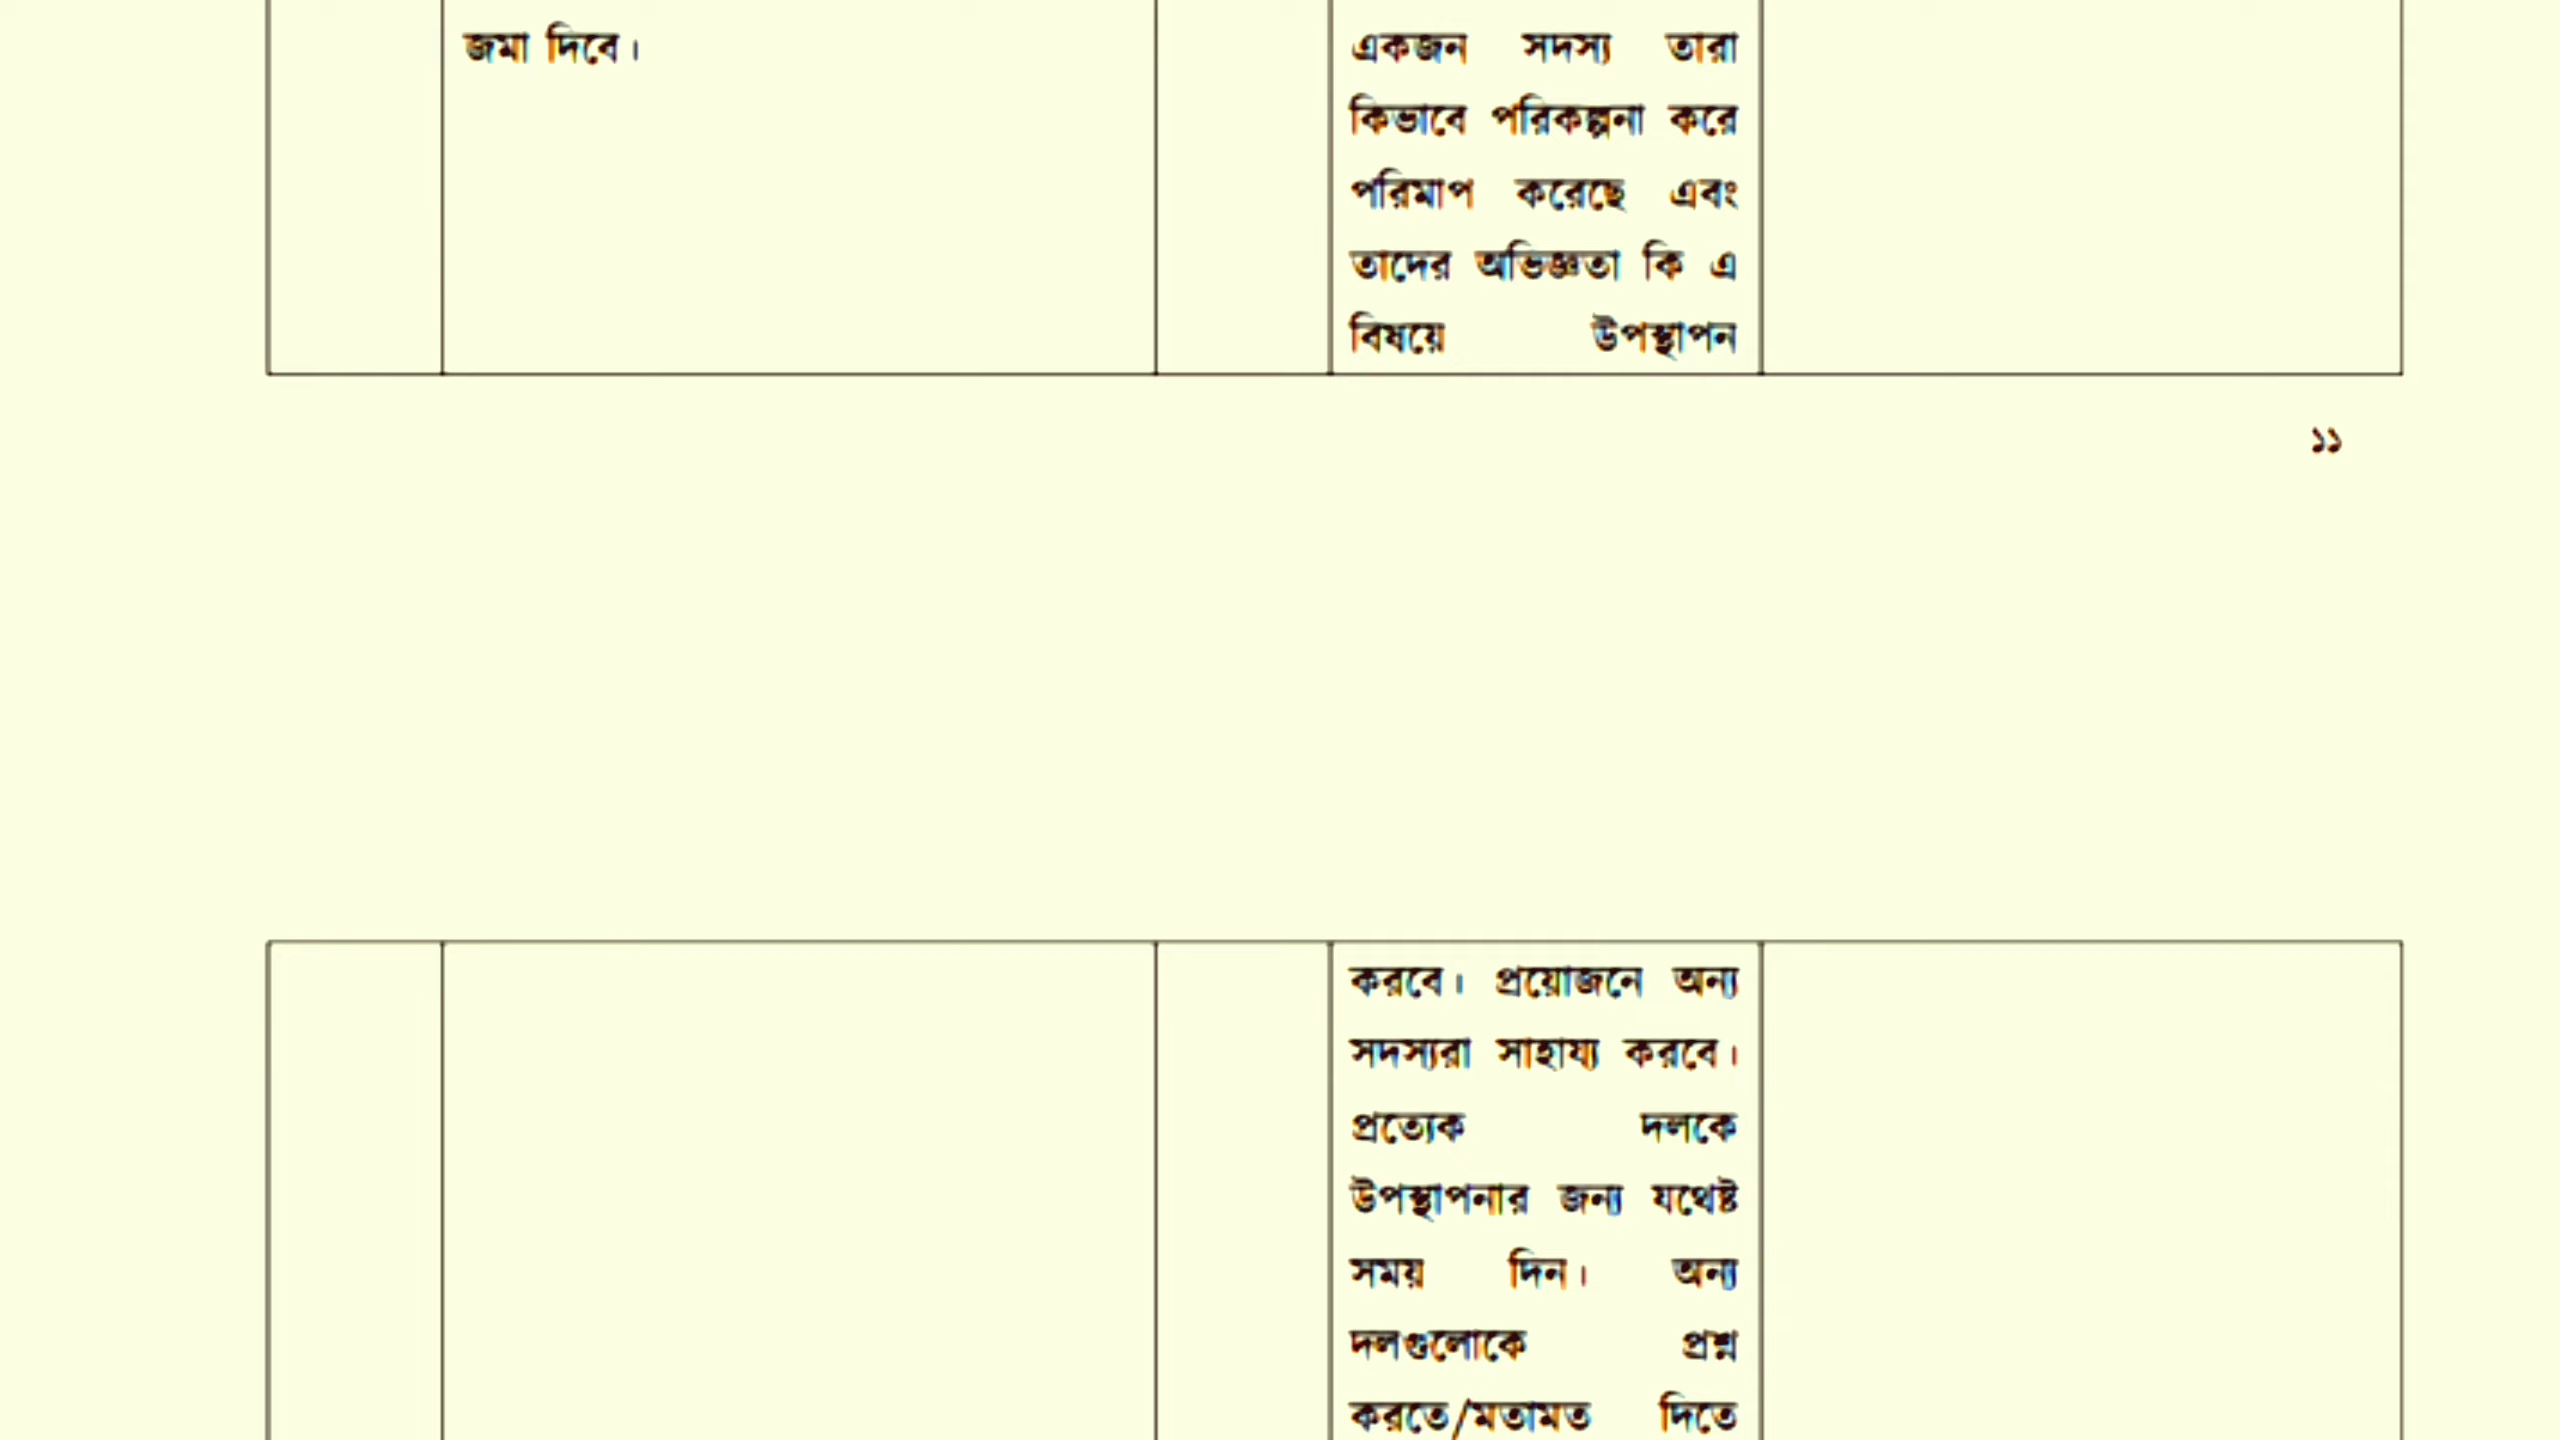 জমা দিবে।
একজন সদস্য তারা
কিভাবে পরিকল্পনা করে
পরিমাপ করেছে এবং
তাদের অভিজ্ঞতা কি এ
বিষয়ে উপস্থাপন
১১
করবে। প্রয়োজনে অন্য
সদস্যরা সাহায্য করবে।
প্রত্যেক দলকে
উপস্থাপনার জন্য যথেষ্ট
সময় দিন। অন্য
দলগুলোকে প্রশ্ন
করতে/মতামত দিতে